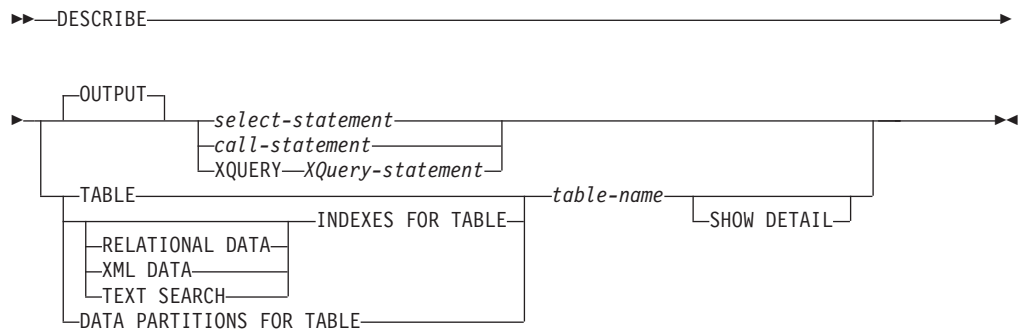 DESCRIBE
OUTPUT
select-statement
call-statement
XQUERY XQuery-statement
TABLE table-name
INDEXES FOR TABLE SHOW DETAIL
RELATIONAL DATA
XML DATA
TEXT SEARCH
DATA PARTITIONS FOR TABLE